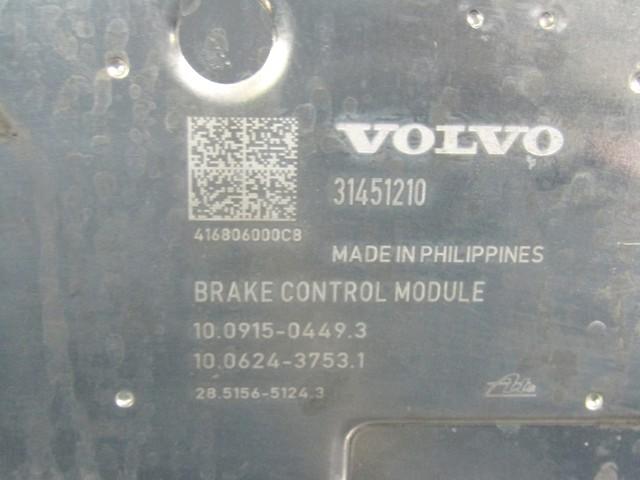 VOLVO
31451210
416806000CB
MADE IN PHILIPPINES
BRAKE CONTROL MODULE
10.0915-0449.3
10.0624-3753.1
28.5156-5124.3